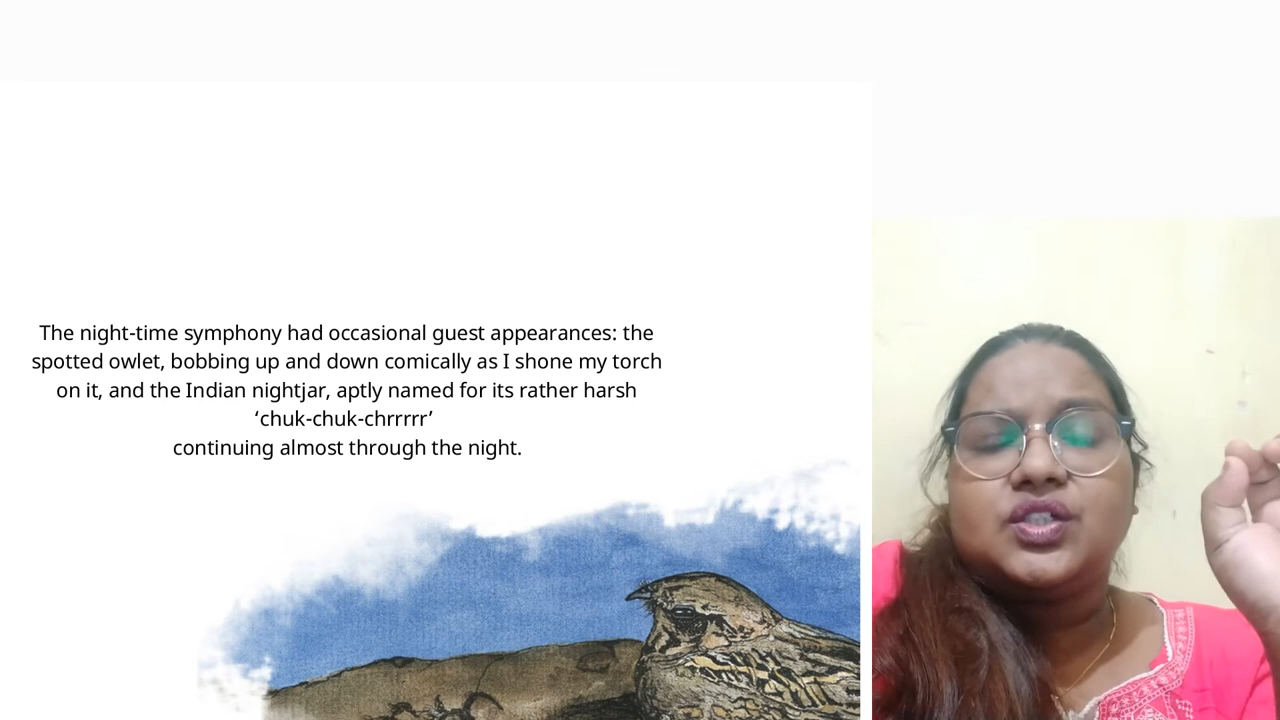 The night-time symphony had occasional guest appearances: the
spotted owlet, bobbing up and down comically as I shone my torch
on it, and the Indian nightjar, aptly named for its rather harsh
‘chuk-chuk-chrrrrr’
continuing almost through the night.